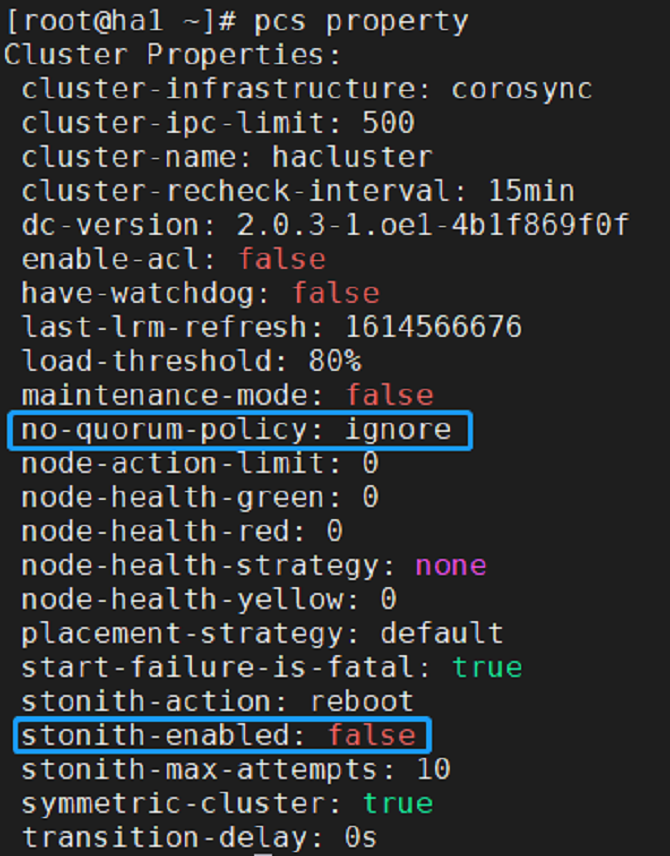 [root@ha1 ~]# pcs property
Cluster Properties:
cluster-infrastructure: corosync
cluster-ipc-limit: 500
cluster-name: hacluster
cluster-recheck-interval: 15min
dc-version: 2.0.3-1.oe1-4b1f869f0f
enable-acl: false
have-watchdog: false
last-lrm-refresh: 1614566676
load-threshold: 80%
maintenance-mode: false
no-quorum-policy: ignore
node-action-limit: 0
node-health-green: 0
node-health-red: 0
node-health-strategy: none
node-health-yellow: 0
placement-strategy: default
start-failure-is-fatal: true
stonith-action: reboot
stonith-enabled: false
stonith-max-attempts: 10
symmetric-cluster: true
transition-delay: 0s